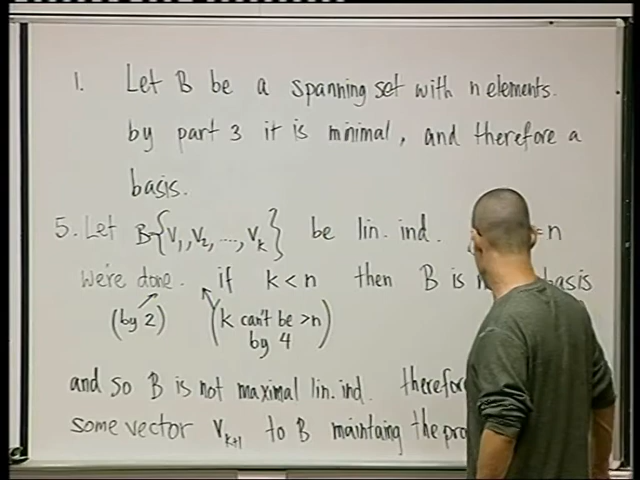 1. Let B be a spanning set with n elements.
by part 3 it is minimal, and therefore a
basis.
5. Let B={v₁,v₂,...,vₖ} be lin. ind. =n
we're done. if k<n then B is basis
(by 2) (k can't be >n
by 4)
and so B is not maximal lin. ind.
some vector vₖ₊₁ to B maintaing the